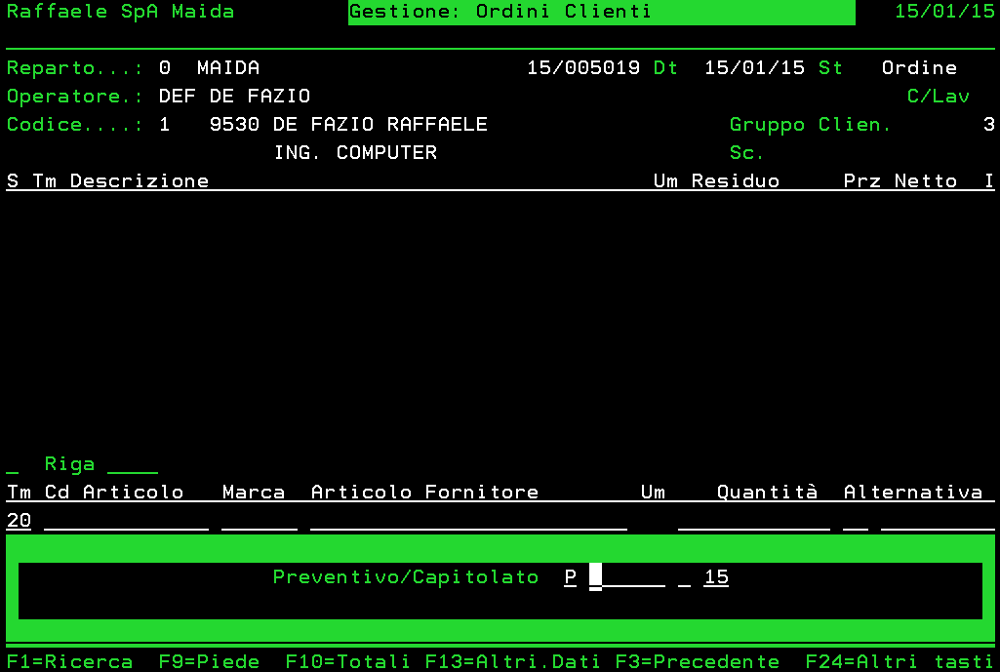 Raffaele SpA Maida Gestione: Ordini Clienti 15/01/15
Reparto...: 0 MAIDA 15/005019 Dt 15/01/15 St Ordine
Operatore.: DEF DE FAZIO C/Lav
Codice....: 1 9530 DE FAZIO RAFFAELE Gruppo Clien. 3
ING. COMPUTER Sc.
S Tm Descrizione Um Residuo Prz Netto I
_ Riga ____
Tm Cd Articolo Marca Articolo Fornitore Um Quantità Alternativa
20
Preventivo/Capitolato P _ 15
F1=Ricerca F9=Piede F10=Totali F13=Altri.Dati F3=Precedente F24=Altri tasti